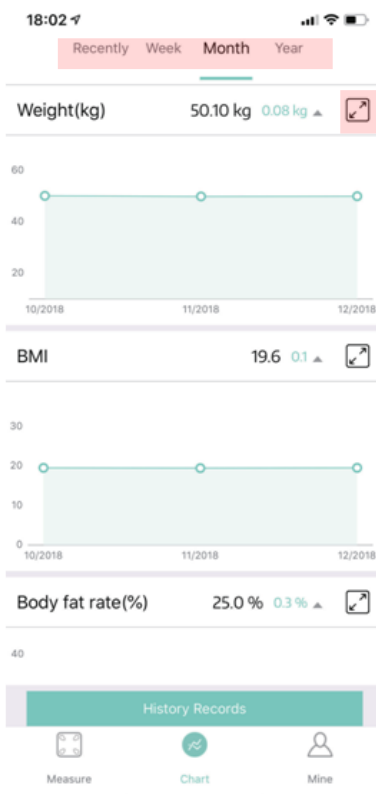 18:02
Recently Week Month Year
Weight(kg) 50.10 kg 0.08 kg
60
40
20
10/2018 11/2018 12/2018
BMI 19.6 0.1
30
20
10
0
10/2018 11/2018 12/2018
Body fat rate(%) 25.0 % 0.3 %
40
History Records
Measure Chart Mine